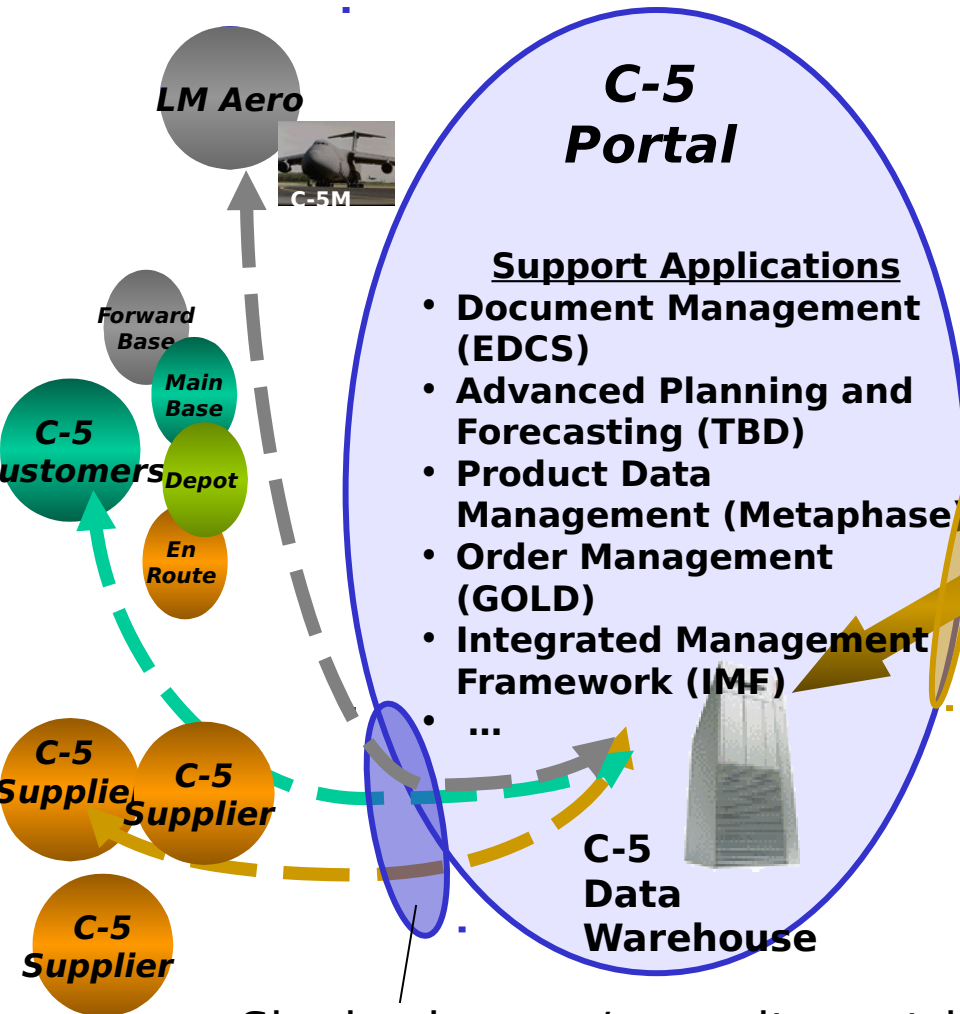 C-5
Portal
LM Aero
C-5M
Support Applications
• Document Management
(EDCS)
• Advanced Planning and
Forecasting (TBD)
• Product Data
Management (Metaphase)
• Order Management
(GOLD)
• Integrated Management
Framework (IMF)
• ...
Forward
Base
Main
Base
C-5
ustomers
Depot
En
Route
C-5
Supplier
C-5
Supplier
C-5
Supplier
C-5
Data
Warehouse